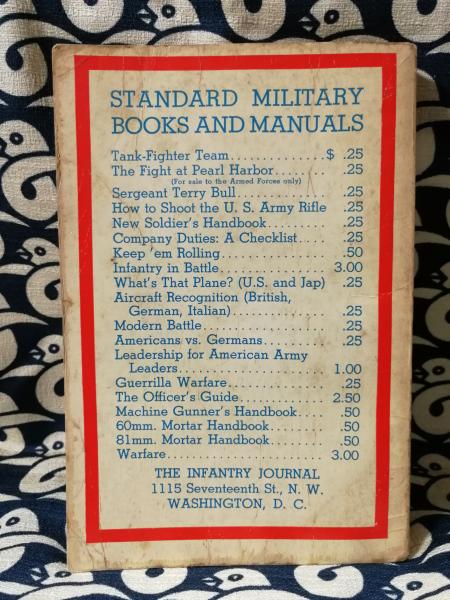 STANDARD MILITARY
BOOKS AND MANUALS
Tank-Fighter Team..............$ .25
The Fight at Pearl Harbor........ .25
(For sale to the Armed Forces only)
Sergeant Terry Bull.............. .25
How to Shoot the U. S. Army Rifle .25
New Soldier's Handbook......... .25
Company Duties: A Checklist.... .25
Keep 'em Rolling................ .50
Infantry in Battle................ 3.00
What's That Plane? (U.S. and Jap) .25
Aircraft Recognition (British,
German, Italian).............. .25
Modern Battle................... .25
Americans vs. Germans.......... .25
Leadership for American Army
Leaders...................... 1.00
Guerrilla Warfare................ .25
The Officer's Guide.............. 2.50
Machine Gunner's Handbook.... .50
60mm. Mortar Handbook........ .50
81mm. Mortar Handbook........ .50
Warfare........................ 3.00
THE INFANTRY JOURNAL
1115 Seventeenth St., N. W.
WASHINGTON, D. C.